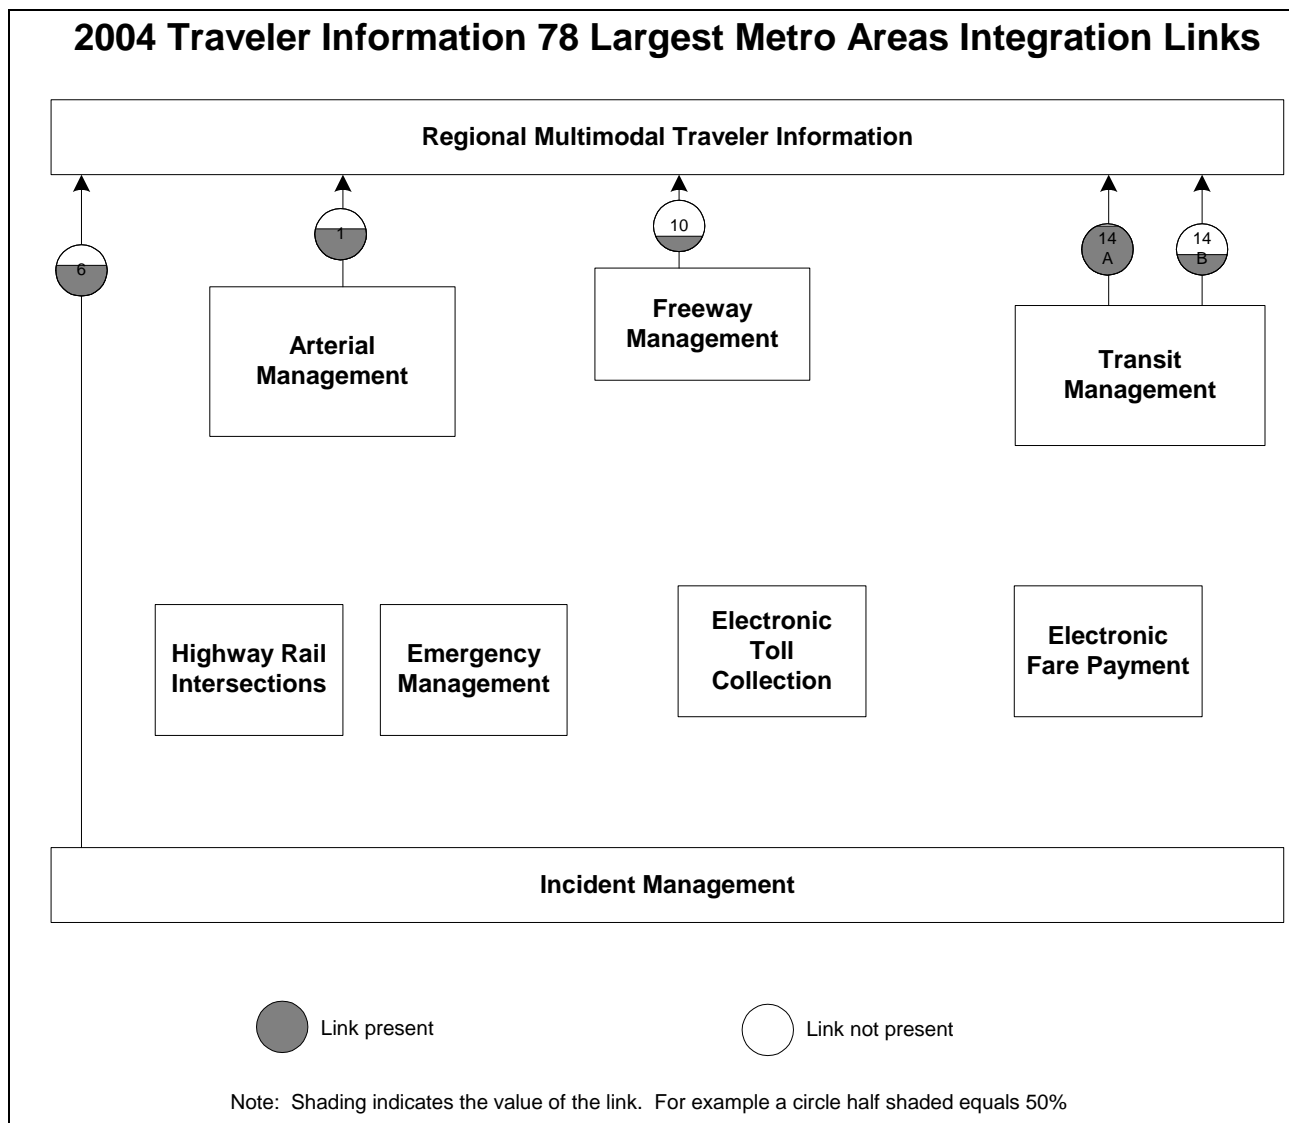 2004 Traveler Information 78 Largest Metro Areas Integration Links
Regional Multimodal Traveler Information
6
1
10
14
A
14
B
Arterial
Management
Freeway
Management
Transit
Management
Highway Rail
Intersections
Emergency
Management
Electronic
Toll
Collection
Electronic
Fare Payment
Incident Management
Link present
Link not present
Note:  Shading indicates the value of the link.  For example a circle half shaded equals 50%